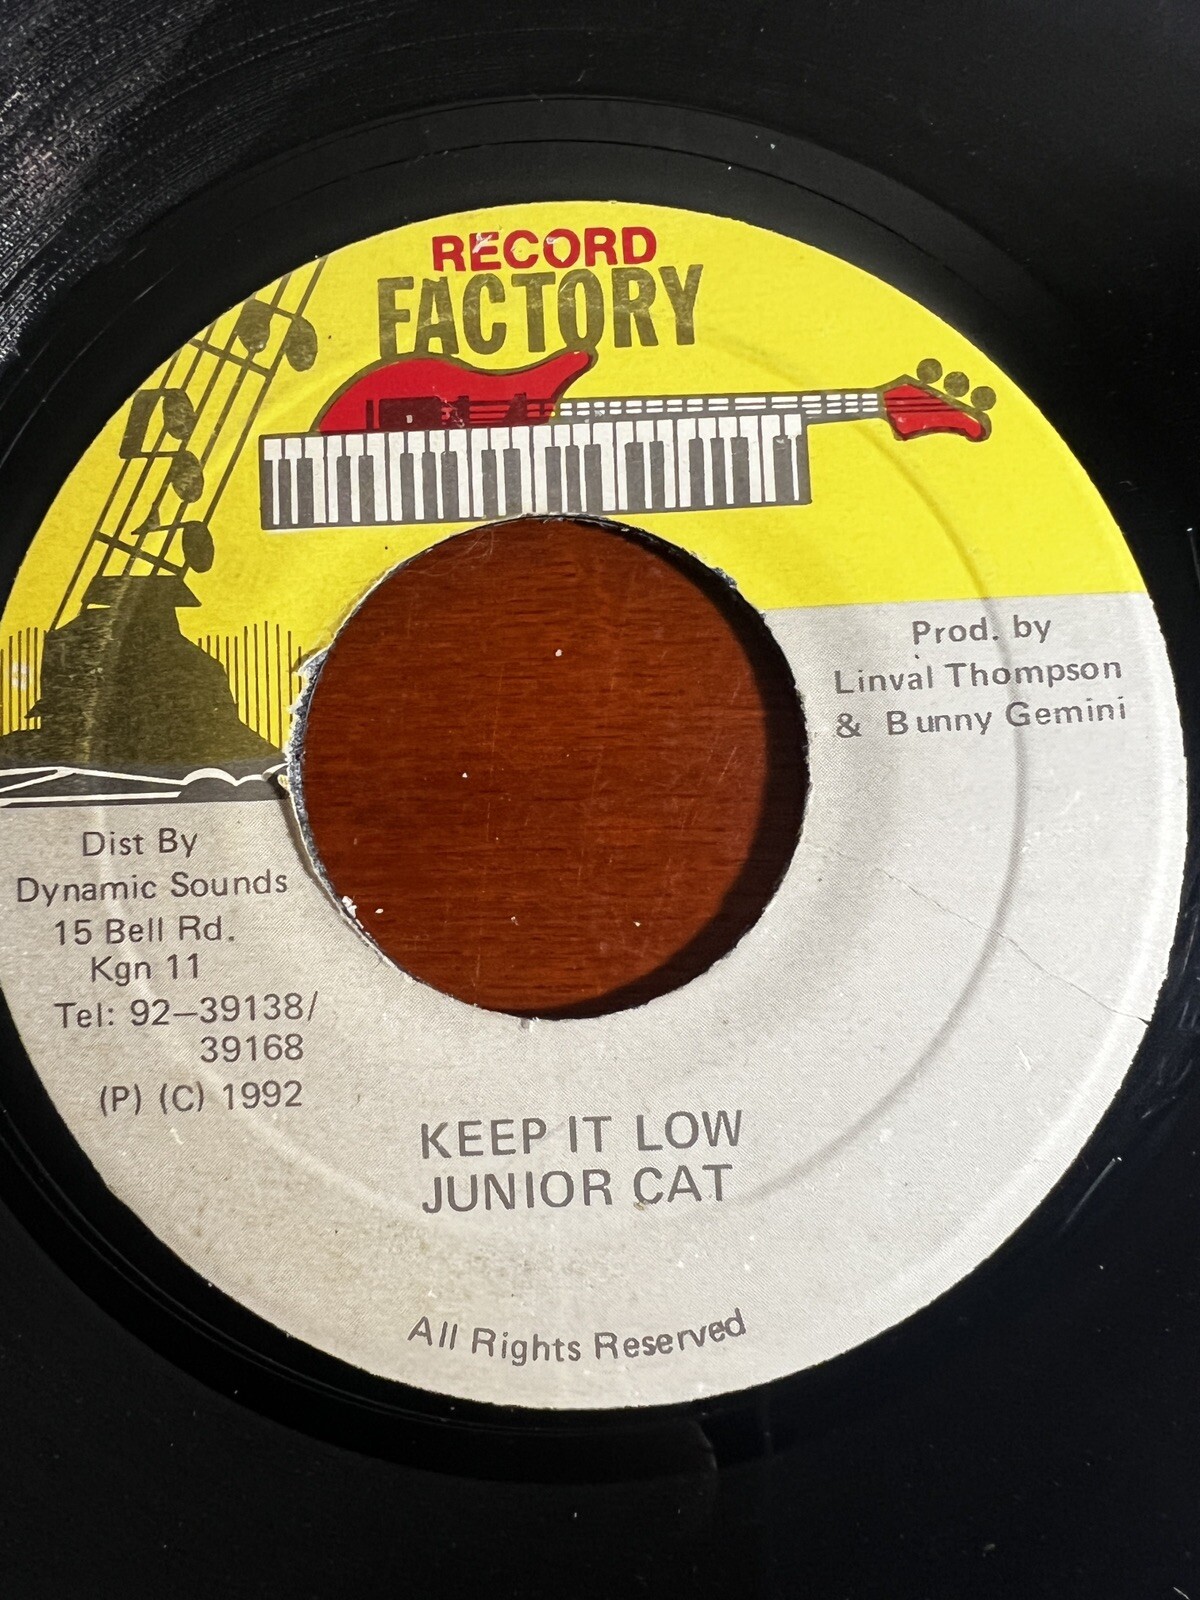 RECORD
FACTORY
Prod. by
Linval Thompson
& Bunny Gemini
Dist By
Dynamic Sounds
15 Bell Rd.
Kgn 11
Tel: 92—39138/
39168
(P) (C) 1992
KEEP IT LOW
JUNIOR CAT
All Rights Reserved